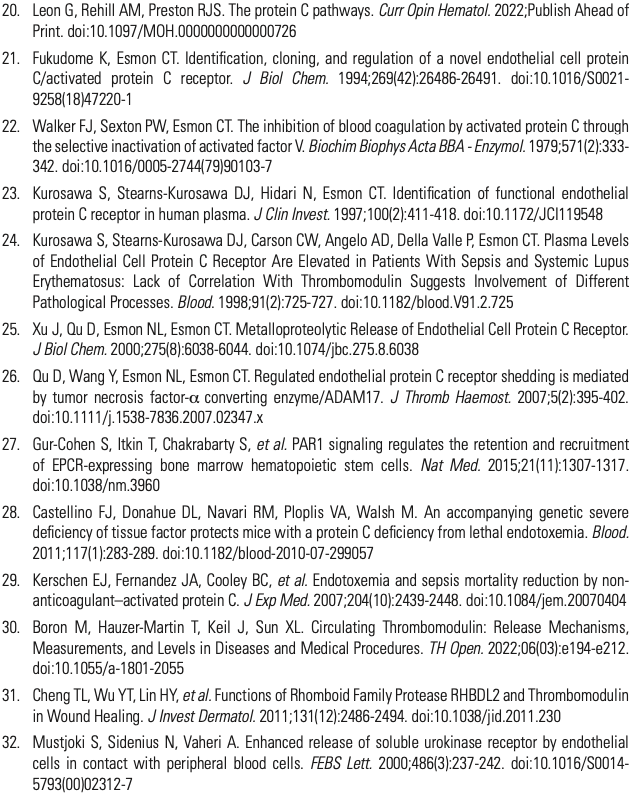 20. Leon G, Rehill AM, Preston RJS. The protein C pathways. Curr Opin Hematol. 2022;Publish Ahead of
Print. doi:10.1097/MOH.0000000000000726
21. Fukudome K, Esmon CT. Identification, cloning, and regulation of a novel endothelial cell protein
C/activated protein C receptor. J Biol Chem. 1994;269(42):26486-26491. doi:10.1016/S0021-
9258(18)47220-1
22. Walker FJ, Sexton PW, Esmon CT. The inhibition of blood coagulation by activated protein C through
the selective inactivation of activated factor V. Biochim Biophys Acta BBA - Enzymol. 1979;571(2):333-
342. doi:10.1016/0005-2744(79)90103-7
23. Kurosawa S, Stearns-Kurosawa DJ, Hidari N, Esmon CT. Identification of functional endothelial
protein C receptor in human plasma. J Clin Invest. 1997;100(2):411-418. doi:10.1172/JCI119548
24. Kurosawa S, Stearns-Kurosawa DJ, Carson CW, Angelo AD, Della Valle P, Esmon CT. Plasma Levels
of Endothelial Cell Protein C Receptor Are Elevated in Patients With Sepsis and Systemic Lupus
Erythematosus: Lack of Correlation With Thrombomodulin Suggests Involvement of Different
Pathological Processes. Blood. 1998;91(2):725-727. doi:10.1182/blood.V91.2.725
25. Xu J, Qu D, Esmon NL, Esmon CT. Metalloproteolytic Release of Endothelial Cell Protein C Receptor.
J Biol Chem. 2000;275(8):6038-6044. doi:10.1074/jbc.275.8.6038
26. Qu D, Wang Y, Esmon NL, Esmon CT. Regulated endothelial protein C receptor shedding is mediated
by tumor necrosis factor-α converting enzyme/ADAM17. J Thromb Haemost. 2007;5(2):395-402.
doi:10.1111/j.1538-7836.2007.02347.x
27. Gur-Cohen S, Itkin T, Chakrabarty S, et al. PAR1 signaling regulates the retention and recruitment
of EPCR-expressing bone marrow hematopoietic stem cells. Nat Med. 2015;21(11):1307-1317.
doi:10.1038/nm.3960
28. Castellino FJ, Donahue DL, Navari RM, Ploplis VA, Walsh M. An accompanying genetic severe
deficiency of tissue factor protects mice with a protein C deficiency from lethal endotoxemia. Blood.
2011;117(1):283-289. doi:10.1182/blood-2010-07-299057
29. Kerschen EJ, Fernandez JA, Cooley BC, et al. Endotoxemia and sepsis mortality reduction by non-
anticoagulant–activated protein C. J Exp Med. 2007;204(10):2439-2448. doi:10.1084/jem.20070404
30. Boron M, Hauzer-Martin T, Keil J, Sun XL. Circulating Thrombomodulin: Release Mechanisms,
Measurements, and Levels in Diseases and Medical Procedures. TH Open. 2022;06(03):e194-e212.
doi:10.1055/a-1801-2055
31. Cheng TL, Wu YT, Lin HY, et al. Functions of Rhomboid Family Protease RHBDL2 and Thrombomodulin
in Wound Healing. J Invest Dermatol. 2011;131(12):2486-2494. doi:10.1038/jid.2011.230
32. Mustjoki S, Sidenius N, Vaheri A. Enhanced release of soluble urokinase receptor by endothelial
cells in contact with peripheral blood cells. FEBS Lett. 2000;486(3):237-242. doi:10.1016/S0014-
5793(00)02312-7